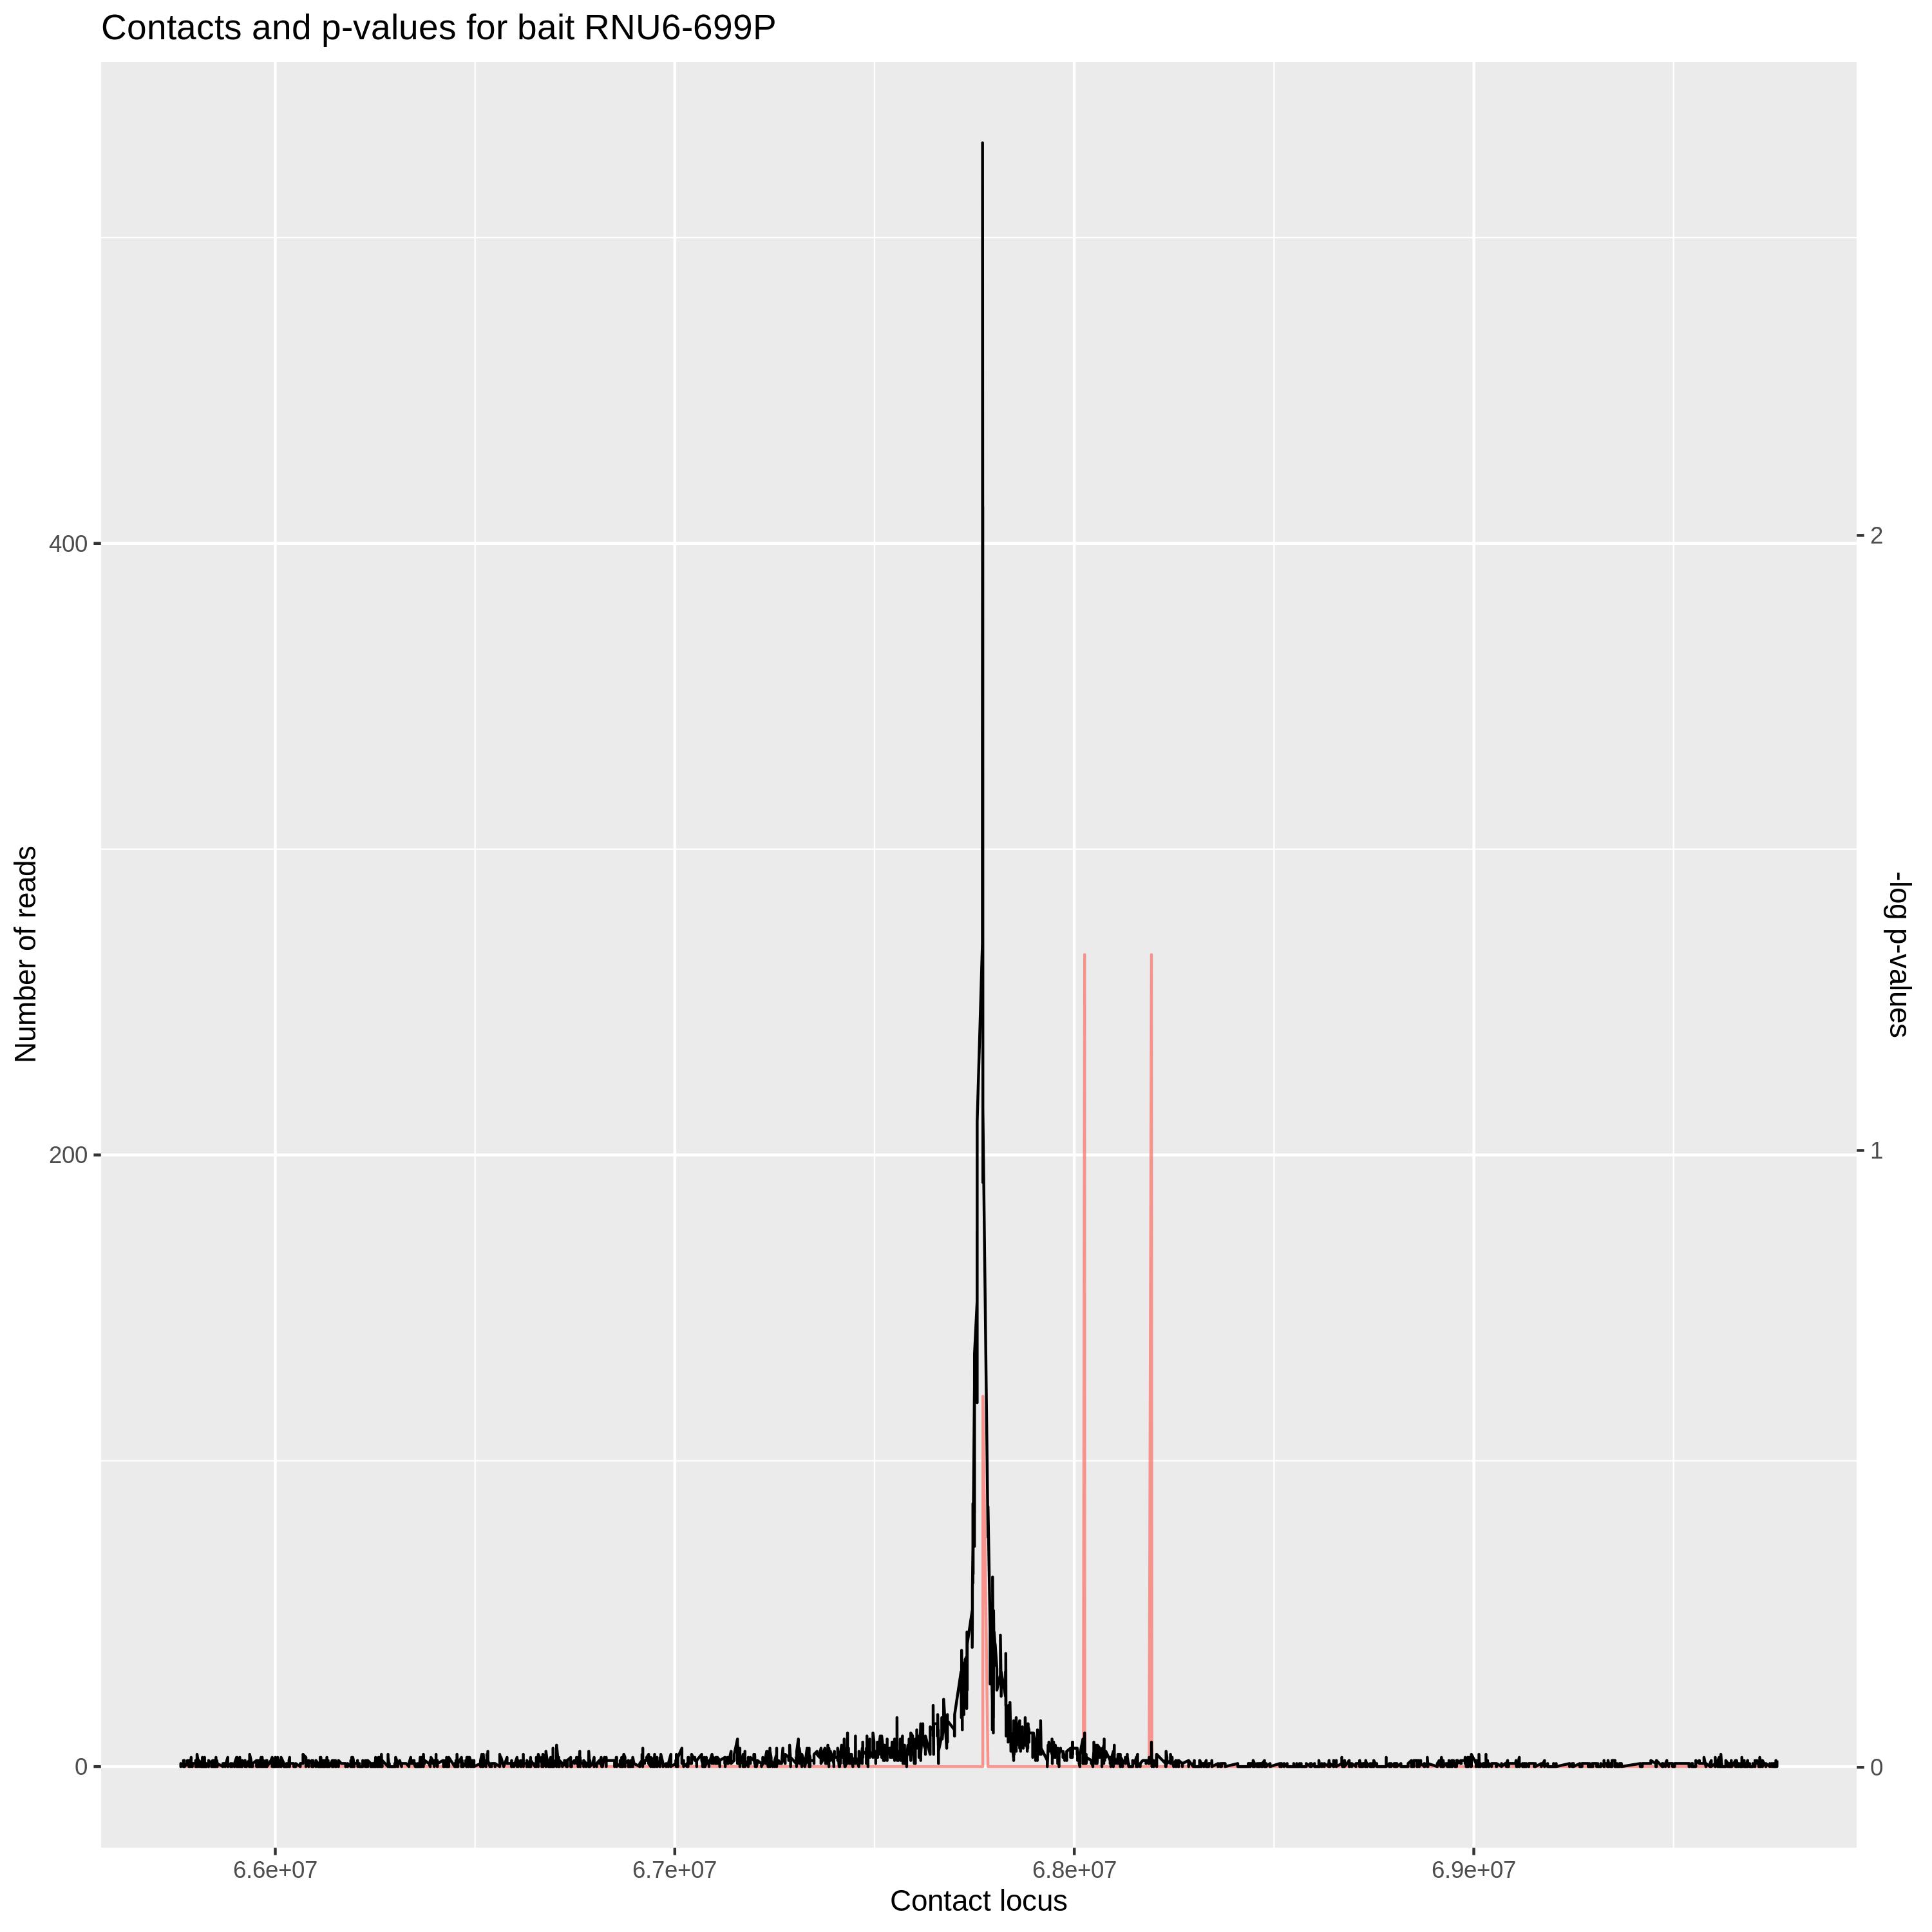 Contacts and p-values for bait RNU6-699P
Number of reads
400
200
0
2
1
0
-log p-values
6.6e+07
6.7e+07
6.8e+07
6.9e+07
Contact locus